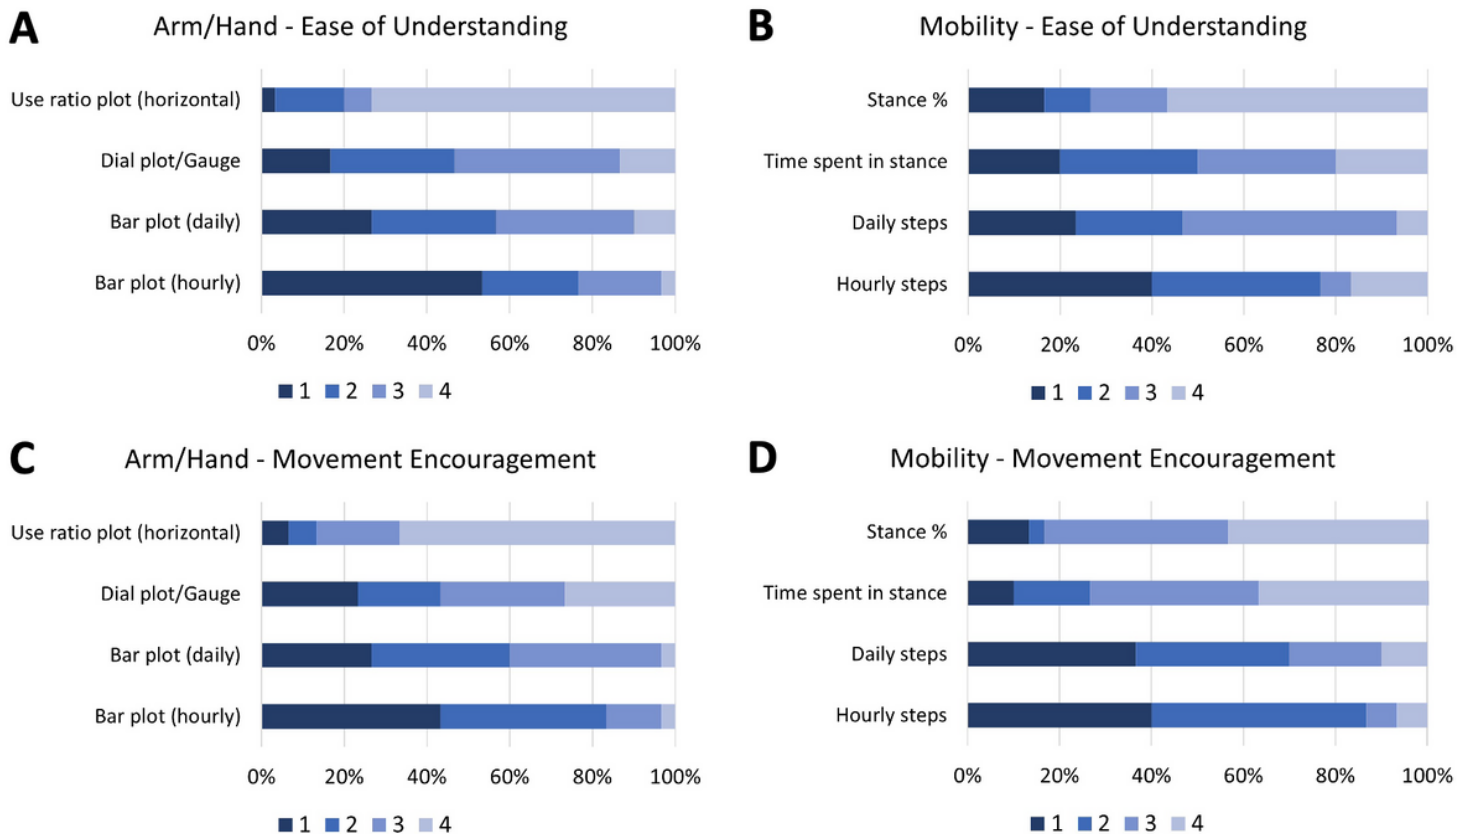 A Arm/Hand - Ease of Understanding
Use ratio plot (horizontal)
Dial plot/Gauge
Bar plot (daily)
Bar plot (hourly)
0% 20% 40% 60% 80% 100%
1 2 3 4
B Mobility - Ease of Understanding
Stance %
Time spent in stance
Daily steps
Hourly steps
0% 20% 40% 60% 80% 100%
1 2 3 4
C Arm/Hand - Movement Encouragement
Use ratio plot (horizontal)
Dial plot/Gauge
Bar plot (daily)
Bar plot (hourly)
0% 20% 40% 60% 80% 100%
1 2 3 4
D Mobility - Movement Encouragement
Stance %
Time spent in stance
Daily steps
Hourly steps
0% 20% 40% 60% 80% 100%
1 2 3 4